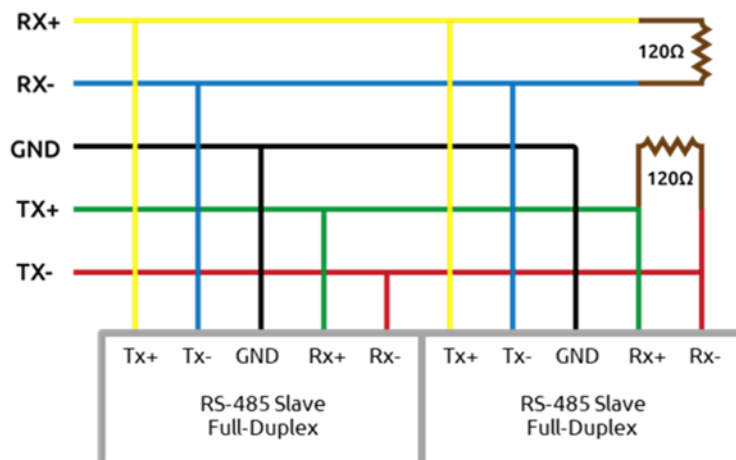 RX+
120Ω
RX-
GND
120Ω
TX+
TX-
Tx+ Tx- GND Rx+ Rx- Tx+ Tx- GND Rx+ Rx-
RS-485 Slave RS-485 Slave
Full-Duplex Full-Duplex